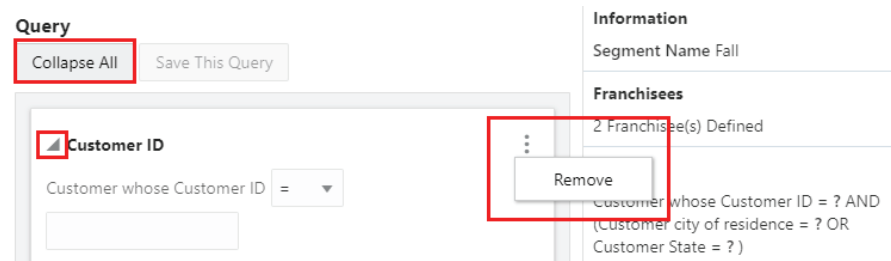 Query
Collapse All
Save This Query
Customer ID
Customer whose Customer ID =
Remove
Information
Segment Name Fall
Franchisees
2 Franchisee(s) Defined
Customer whose Customer ID = ? AND
(Customer city of residence = ? OR
Customer State = ? )